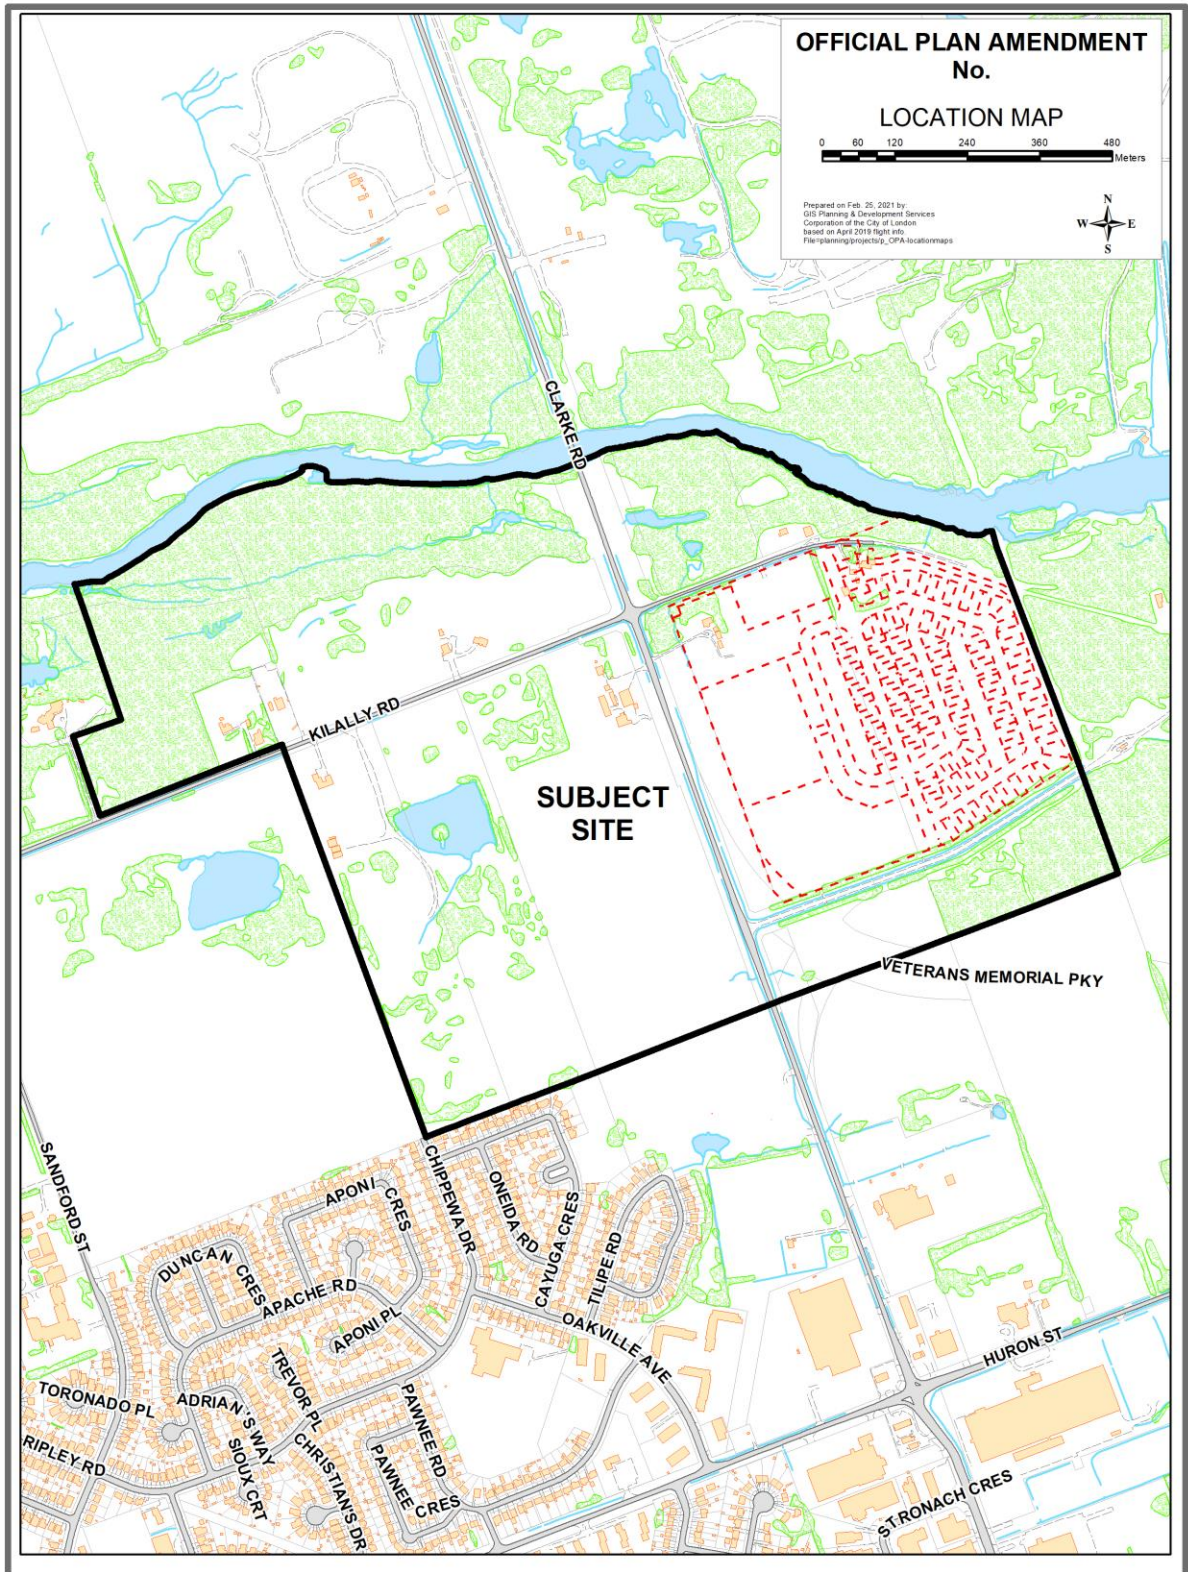 OFFICIAL PLAN AMENDMENT
No.
LOCATION MAP
0 60 120 240 360 480
Meters
Prepared on Feb. 25, 2021 by:
GIS Planning & Development Services
Corporation of the City of London
based on April 2019 flight info.
File=planning/projects/p_OPA-locationmaps
N
W E
S
CLARKE RD
KILALLY RD
SUBJECT
SITE
VETERANS MEMORIAL PKY
SANDFORD ST
CHIPPEWA DR
APONI CRES
ONEIDA RD
CAYUGA CRES
TILIPE RD
DUNCAN CRES
APACHE RD
APONI PL
OAKVILLE AVE
HURON ST
TREVOR PL
TORONADO PL
ADRIAN'S WAY
PAWNEE RD
RIPLEY RD
SIOUX CRT
CHRISTIAN'S DR
PAWNEE CRES
STRONACH CRES